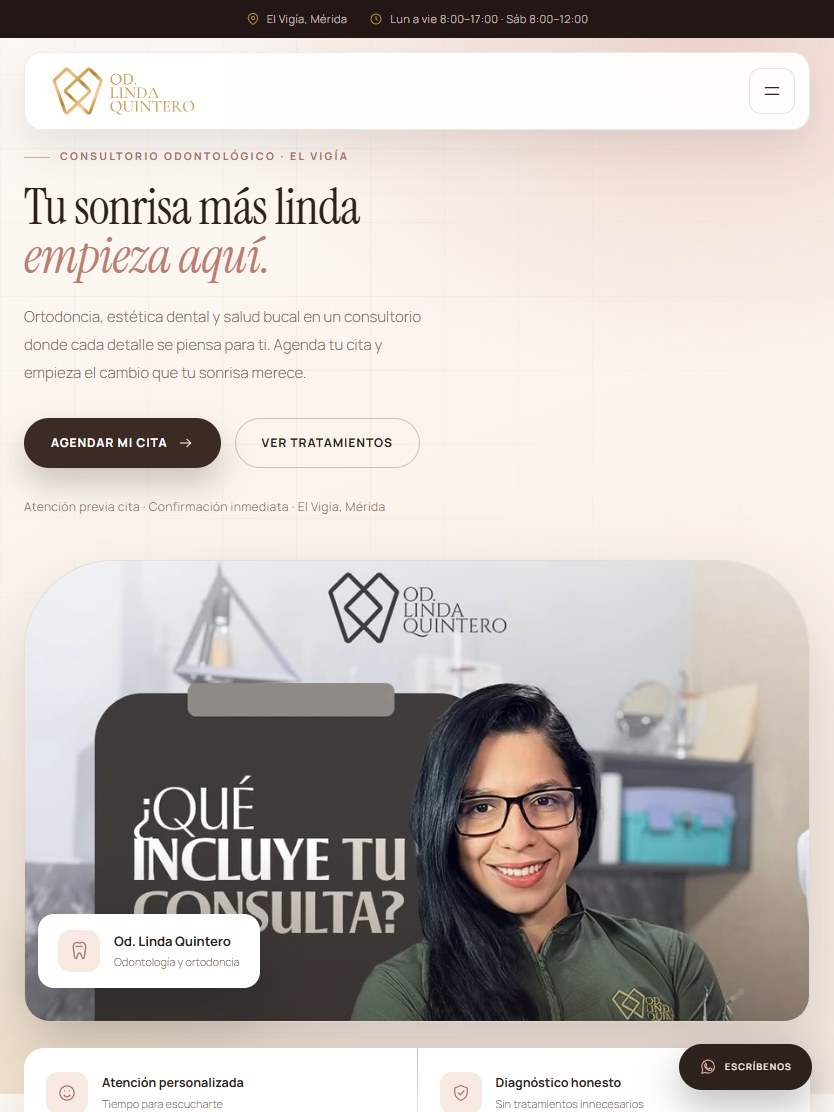 El Vigía, Mérida
Lun a vie 8:00–17:00 · Sáb 8:00–12:00
OD.
LINDA
QUINTERO
CONSULTORIO ODONTOLÓGICO · EL VIGÍA
Tu sonrisa más linda
empieza aquí.
Ortodoncia, estética dental y salud bucal en un consultorio
donde cada detalle se piensa para ti. Agenda tu cita y
empieza el cambio que tu sonrisa merece.
AGENDAR MI CITA
VER TRATAMIENTOS
Atención previa cita · Confirmación inmediata · El Vigía, Mérida
OD.
LINDA
QUINTERO
¿QUÉ
INCLUYE TU
CONSULTA?
Od. Linda Quintero
Odontología y ortodoncia
OD.
LINDA
Atención personalizada
Tiempo para escucharte
Diagnóstico honesto
Sin tratamientos innecesarios
ESCRÍBENOS